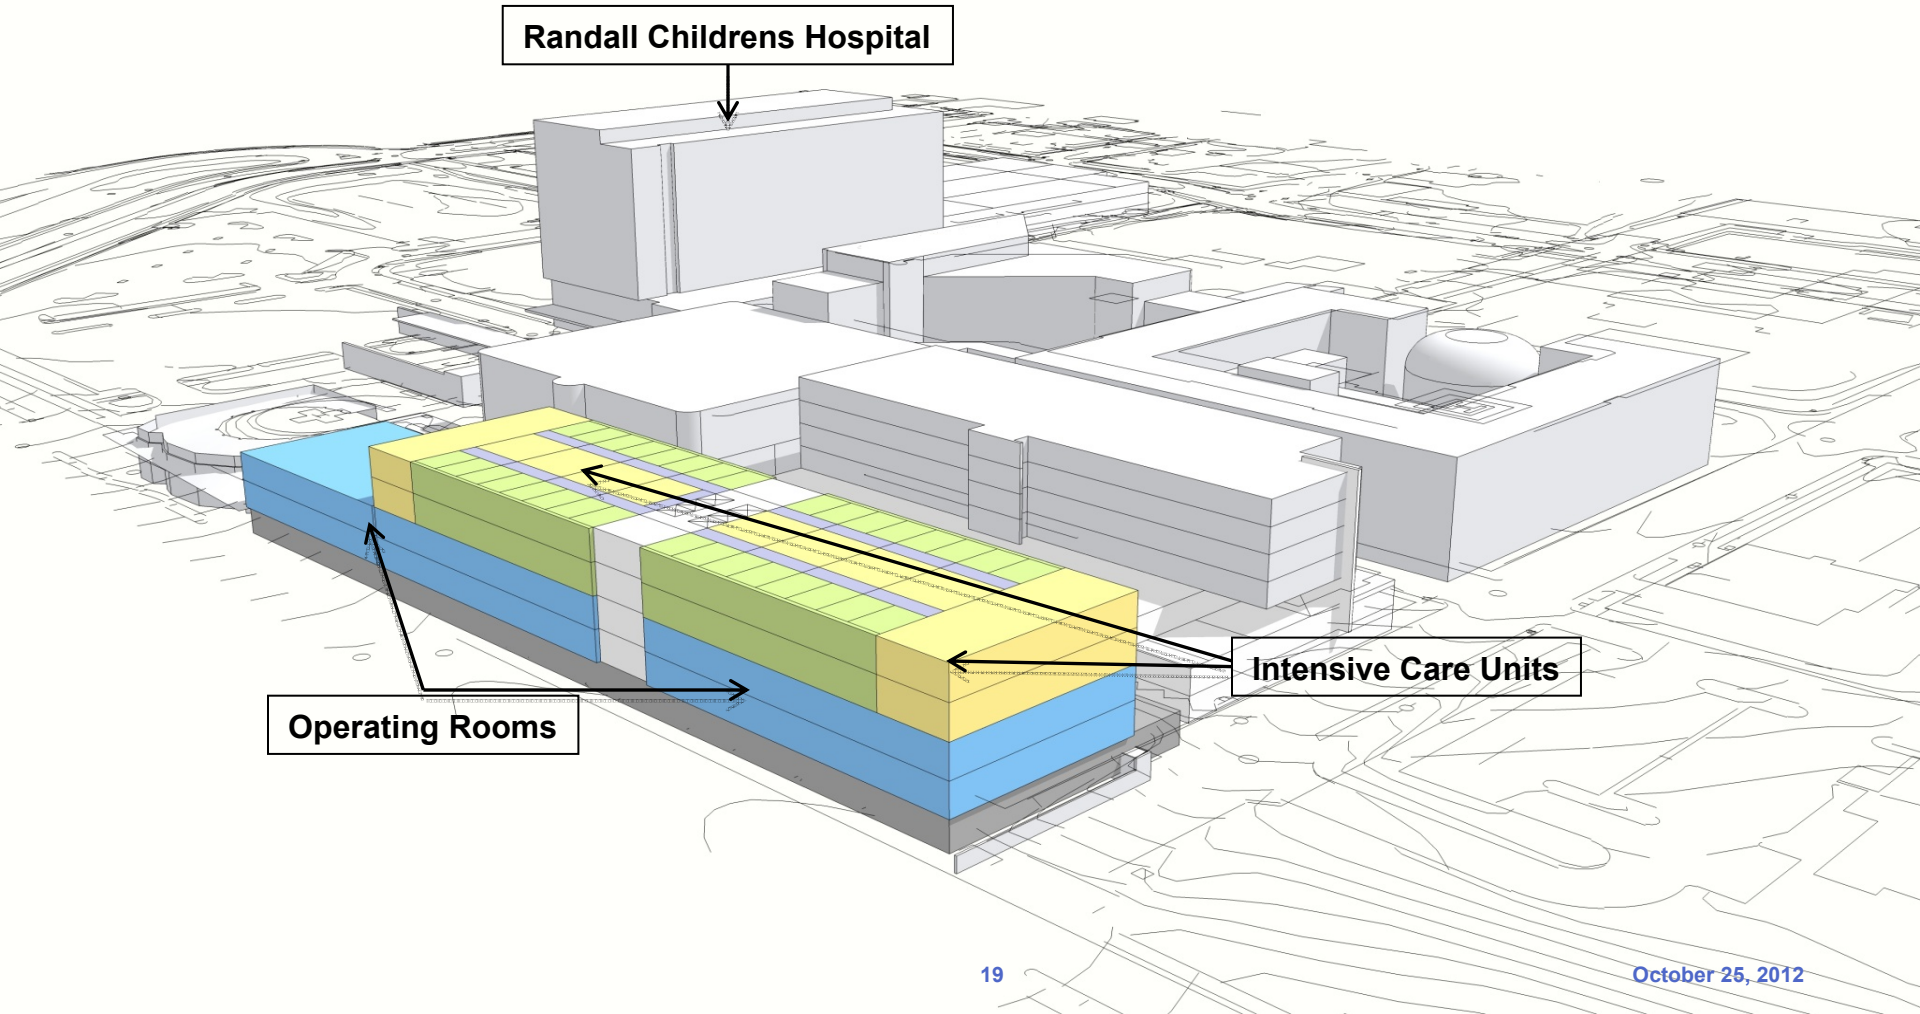 Randall Childrens Hospital
Intensive Care Units
Operating Rooms
19
October 25, 2012